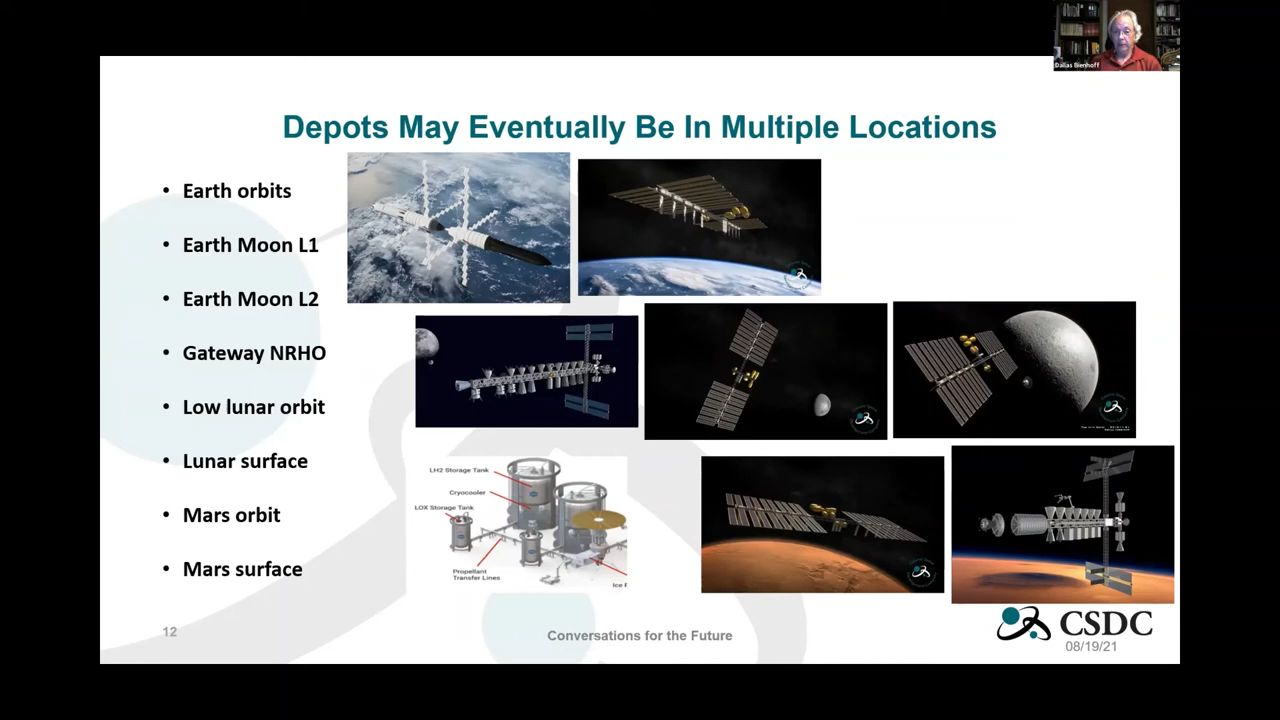 Dallas Bienhoff
Depots May Eventually Be In Multiple Locations
• Earth orbits
• Earth Moon L1
• Earth Moon L2
• Gateway NRHO
• Low lunar orbit
• Lunar surface
• Mars orbit
• Mars surface
LH2 Storage Tank
Cryocooler
LOX Storage Tank
Propellant
Transfer Lines
Ice
12
Conversations for the Future
CSDC
08/19/21